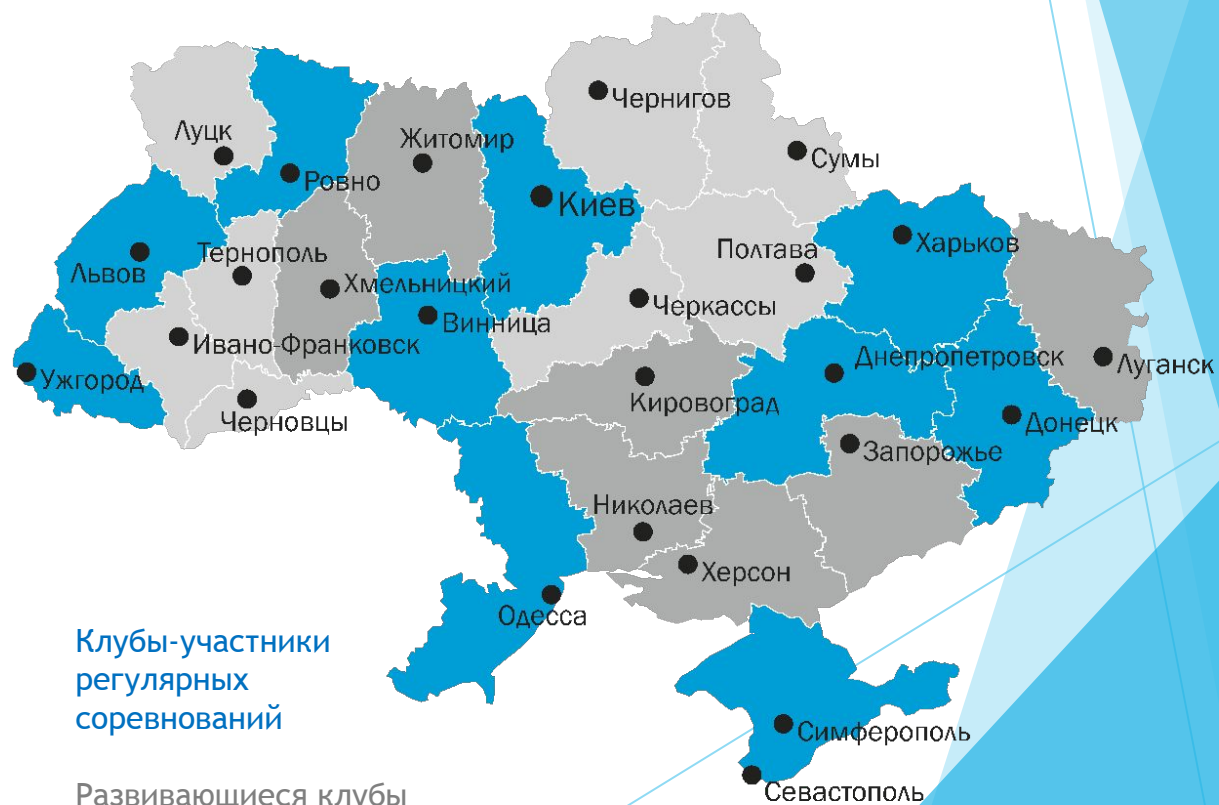 Чернигов
Луцк
Житомир
Сумы
Ровно
Киев
Харьков
Тернополь
Полтава
Львов
Хмельницкий
Черкассы
Винница
Ивано-Франковск
Днепропетровск
Луганск
Ужгород
Кировоград
Черновцы
Донецк
Запорожье
Николаев
Херсон
Одесса
Клубы-участники
регулярных
соревнований
Симферополь
Развивающиеся клубы
Севастополь